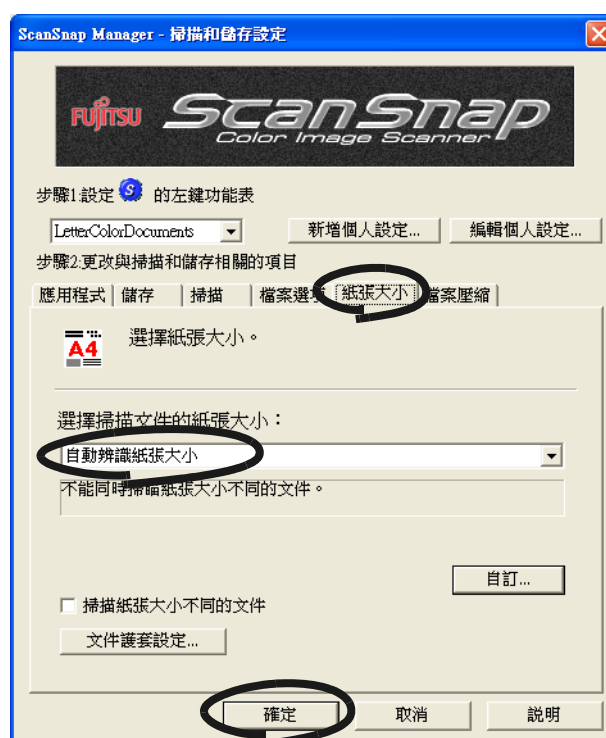 ScanSnap Manager - 掃描和儲存設定
FUJITSU ScanSnap
Color Image Scanner
步驟1:設定 S 的左鍵功能表
LetterColorDocuments 新增個人設定... 編輯個人設定...
步驟2:更改與掃描和儲存相關的項目
應用程式 儲存 掃描 檔案選項 紙張大小 檔案壓縮
A4 選擇紙張大小。
選擇掃描文件的紙張大小：
自動辨識紙張大小
不能同時掃瞄紙張大小不同的文件。
自訂...
掃描紙張大小不同的文件
文件護套設定...
確定 取消 說明